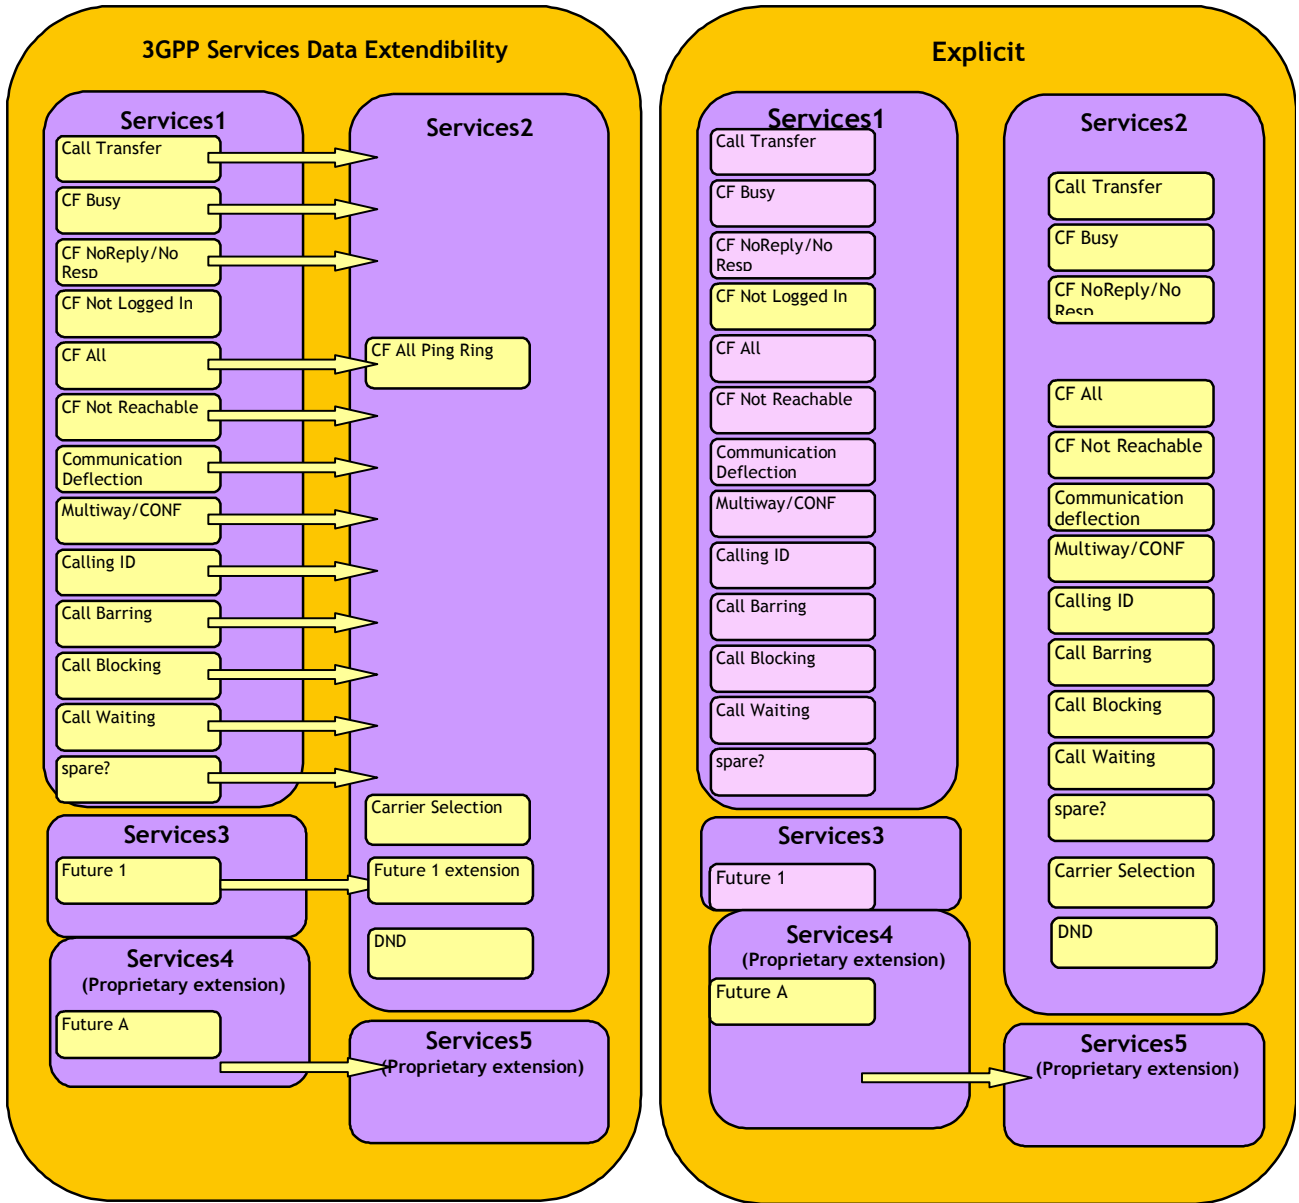 3GPP Services Data Extendibility
Services1
Call Transfer
CF Busy
CF NoReply/No
Resp
CF Not Logged In
CF All
CF Not Reachable
Communication
Deflection
Multiway/CONF
Calling ID
Call Barring
Call Blocking
Call Waiting
spare?
Services2
CF All Ping Ring
Carrier Selection
Future 1 extension
DND
Services3
Future 1
Services4
(Proprietary extension)
Future A
Services5
(Proprietary extension)
Explicit
Services1
Call Transfer
CF Busy
CF NoReply/No
Resp
CF Not Logged In
CF All
CF Not Reachable
Communication
Deflection
Multiway/CONF
Calling ID
Call Barring
Call Blocking
Call Waiting
spare?
Services2
Call Transfer
CF Busy
CF NoReply/No
Resp
CF All
CF Not Reachable
Communication
deflection
Multiway/CONF
Calling ID
Call Barring
Call Blocking
Call Waiting
spare?
Carrier Selection
DND
Services3
Future 1
Services4
(Proprietary extension)
Future A
Services5
(Proprietary extension)